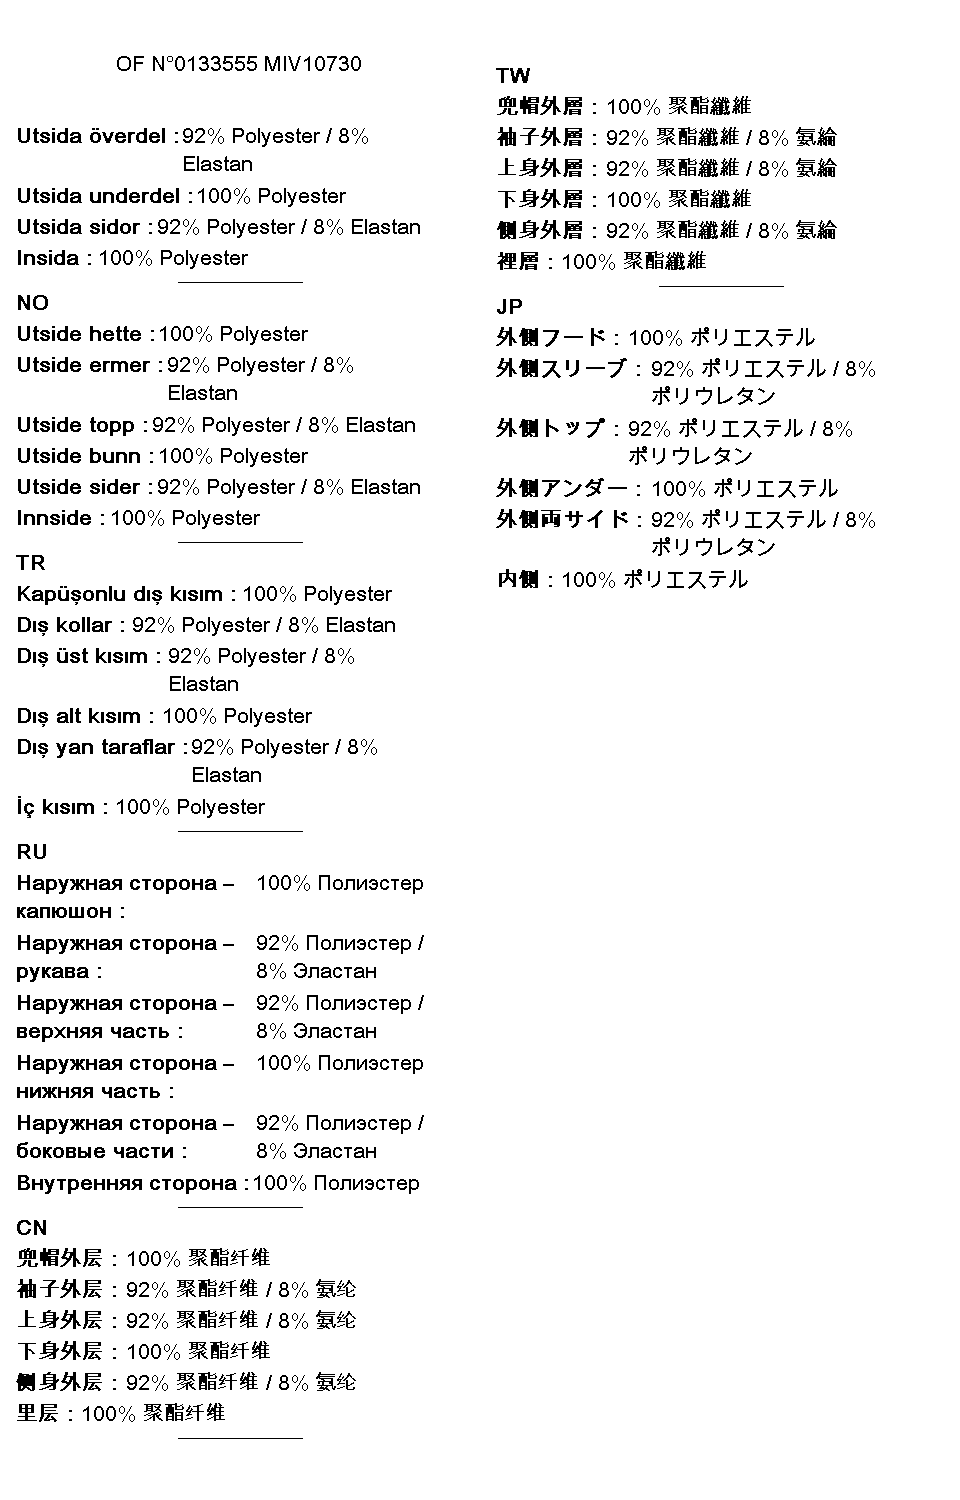 OF N°0133555 MIV10730
Utsida överdel : 92% Polyester / 8%
Elastan
Utsida underdel : 100% Polyester
Utsida sidor : 92% Polyester / 8% Elastan
Insida : 100% Polyester
NO
Utside hette : 100% Polyester
Utside ermer : 92% Polyester / 8%
Elastan
Utside topp : 92% Polyester / 8% Elastan
Utside bunn : 100% Polyester
Utside sider : 92% Polyester / 8% Elastan
Innside : 100% Polyester
TR
Kapüşonlu dış kısım : 100% Polyester
Dış kollar : 92% Polyester / 8% Elastan
Dış üst kısım : 92% Polyester / 8%
Elastan
Dış alt kısım : 100% Polyester
Dış yan taraflar : 92% Polyester / 8%
Elastan
İç kısım : 100% Polyester
RU
Наружная сторона – 100% Полиэстер
капюшон :
Наружная сторона – 92% Полиэстер /
рукава : 8% Эластан
Наружная сторона – 92% Полиэстер /
верхняя часть : 8% Эластан
Наружная сторона – 100% Полиэстер
нижняя часть :
Наружная сторона – 92% Полиэстер /
боковые части : 8% Эластан
Внутренняя сторона : 100% Полиэстер
CN
兜帽外层 : 100% 聚酯纤维
袖子外层 : 92% 聚酯纤维 / 8% 氨纶
上身外层 : 92% 聚酯纤维 / 8% 氨纶
下身外层 : 100% 聚酯纤维
侧身外层 : 92% 聚酯纤维 / 8% 氨纶
里层 : 100% 聚酯纤维
TW
兜帽外層 : 100% 聚酯纖維
袖子外層 : 92% 聚酯纖維 / 8% 氨綸
上身外層 : 92% 聚酯纖維 / 8% 氨綸
下身外層 : 100% 聚酯纖維
側身外層 : 92% 聚酯纖維 / 8% 氨綸
裡層 : 100% 聚酯纖維
JP
外側フード : 100% ポリエステル
外側スリーブ : 92% ポリエステル / 8%
ポリウレタン
外側トップ : 92% ポリエステル / 8%
ポリウレタン
外側アンダー : 100% ポリエステル
外側両サイド : 92% ポリエステル / 8%
ポリウレタン
内側 : 100% ポリエステル